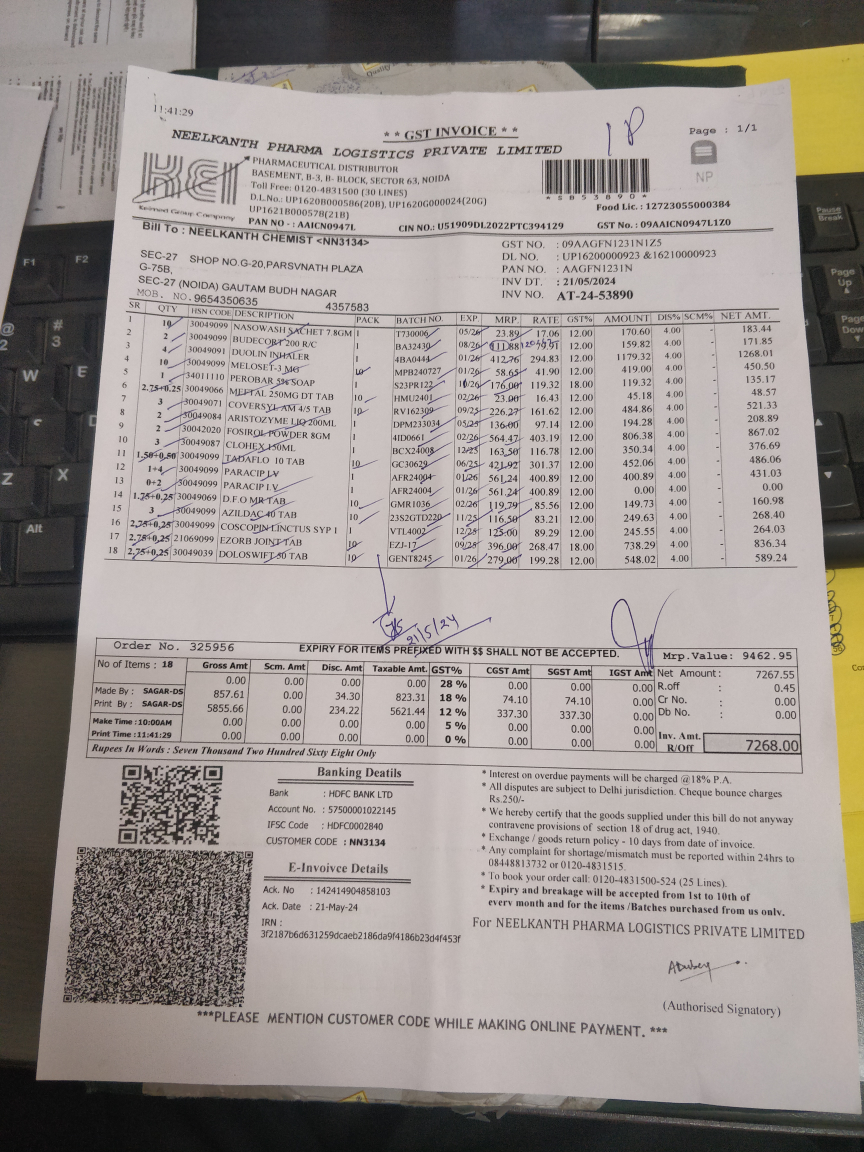 11:41:29
** GST INVOICE **
18
Page : 1/1
NEELKANTH PHARMA LOGISTICS PRIVATE LIMITED
NP
KEI
Keimed Group Company
PHARMACEUTICAL DISTRIBUTOR
BASEMENT, B-3, B- BLOCK, SECTOR 63, NOIDA
Toll Free: 0120-4831500 (30 LINES)
D.L.No.: UP1620B000586(20B), UP1620G000024(20G)
UP1621B000578(21B)
*SB53890*
Food Lic. : 12723055000384
PAN NO - : AAICN0947L
CIN NO.: U51909DL2022PTC394129
GST No. : 09AAICN0947L1Z0
Bill To : NEELKANTH CHEMIST <NN3134>
SEC-27 SHOP NO.G-20,PARSVNATH PLAZA
G-75B,
SEC-27 (NOIDA) GAUTAM BUDH NAGAR
MOB. NO.9654350635 4357583
GST NO. : 09AAGFN1231N1Z5
DL NO. : UP16200000923 &16210000923
PAN NO. : AAGFN1231N
INV DT. : 21/05/2024
INV NO. AT-24-53890
SR QTY HSN CODE DESCRIPTION PACK BATCH NO. EXP. MRP. RATE GST% AMOUNT DIS% SCM% NET AMT.
1 10 30049099 NASOWASH SACHET 7.8GM 1 T730006 05/26 23.89 17.06 12.00 170.60 4.00 - 183.44
2 2 30049099 BUDECORT 200 R/C 1 BA32430 08/26 111.88 79.91 12.00 159.82 4.00 - 171.85
3 4 30049091 DUOLIN INHALER 1 4BA0444 01/26 412.76 294.83 12.00 1179.32 4.00 - 1268.01
4 10 30049099 MELOSET-3 MG 10 MPB240727 01/26 58.65 41.90 12.00 419.00 4.00 - 450.50
5 1 34011110 PEROBAR 5% SOAP 1 S23PR122 10/26 176.00 119.32 18.00 119.32 4.00 - 135.17
6 2.75+0.25 30049066 MEFTAL 250MG DT TAB 10 HMU2401 02/26 23.00 16.43 12.00 45.18 4.00 - 48.57
7 3 30049071 COVERSYL AM 4/5 TAB 10 RV162309 09/25 226.27 161.62 12.00 484.86 4.00 - 521.33
8 2 30049084 ARISTOZYME LIQ 200ML 1 DPM233034 05/25 136.00 97.14 12.00 194.28 4.00 - 208.89
9 2 30042020 FOSIROL POWDER 8GM 1 4ID0661 02/26 564.47 403.19 12.00 806.38 4.00 - 867.02
10 3 30049087 CLOHEX 150ML 1 BCX24008 12/25 163.50 116.78 12.00 350.34 4.00 - 376.69
11 1.50+0.50 30049099 TADAFLO 10 TAB 10 GC30629 06/25 421.92 301.37 12.00 452.06 4.00 - 486.06
12 1+4 30049099 PARACIP I.V 1 AFR24004 01/26 561.24 400.89 12.00 400.89 4.00 - 431.03
13 0+2 30049099 PARACIP I.V 1 AFR24004 01/26 561.24 400.89 12.00 0.00 4.00 - 0.00
14 1.75+0.25 30049069 D.F.O MR TAB 10 GMR1036 02/26 119.79 85.56 12.00 149.73 4.00 - 160.98
15 3 30049099 AZILDAC 40 TAB 10 23S2GTD220 11/25 116.50 83.21 12.00 249.63 4.00 - 268.40
16 2.75+0.25 30049099 COSCOPIN LINCTUS SYP 1 1 VTL4002 12/25 125.00 89.29 12.00 245.55 4.00 - 264.03
17 2.75+0.25 21069099 EZORB JOINT TAB 10 EZJ-17 09/25 396.00 268.47 18.00 738.29 4.00 - 836.34
18 2.75+0.25 30049039 DOLOSWIFT 50 TAB 10 GENT8245 01/26 279.00 199.28 12.00 548.02 4.00 - 589.24
21/5/24
Order No. 325956
EXPIRY FOR ITEMS PREFIXED WITH $$ SHALL NOT BE ACCEPTED.
Mrp.Value: 9462.95
No of Items : 18
Made By : SAGAR-DS
Print By : SAGAR-DS
Make Time :10:00AM
Print Time :11:41:29
Gross Amt Scm. Amt Disc. Amt Taxable Amt. GST% CGST Amt SGST Amt IGST Amt
0.00 0.00 0.00 0.00 28 % 0.00 0.00 0.00
857.61 0.00 34.30 823.31 18 % 74.10 74.10 0.00
5855.66 0.00 234.22 5621.44 12 % 337.30 337.30 0.00
0.00 0.00 0.00 0.00 5 % 0.00 0.00 0.00
0.00 0.00 0.00 0.00 0 % 0.00 0.00 0.00
Net Amount : 7267.55
R.off : 0.45
Cr No. : 0.00
Db No. : 0.00
Inv. Amt. R/Off 7268.00
Rupees In Words : Seven Thousand Two Hundred Sixty Eight Only
Banking Deatils
Bank : HDFC BANK LTD
Account No. : 57500001022145
IFSC Code : HDFC0002840
CUSTOMER CODE : NN3134
E-Invoivce Details
Ack. No : 142414904858103
Ack. Date : 21-May-24
IRN :
3f2187b6d631259dcaeb2186da9f4186b23d4f453f
* Interest on overdue payments will be charged @18% P.A.
* All disputes are subject to Delhi jurisdiction. Cheque bounce charges
Rs.250/-
* We hereby certify that the goods supplied under this bill do not anyway
contravene provisions of section 18 of drug act, 1940.
* Exchange / goods return policy - 10 days from date of invoice.
* Any complaint for shortage/mismatch must be reported within 24hrs to
08448813732 or 0120-4831515.
* To book your order call: 0120-4831500-524 (25 Lines).
* Expiry and breakage will be accepted from 1st to 10th of
every month and for the items /Batches purchased from us only.
For NEELKANTH PHARMA LOGISTICS PRIVATE LIMITED
(Authorised Signatory)
***PLEASE MENTION CUSTOMER CODE WHILE MAKING ONLINE PAYMENT. ***
F1
F2
@
2
#
3
W
E
Z
X
Alt
Pause
Break
Page
Up
Page
Down